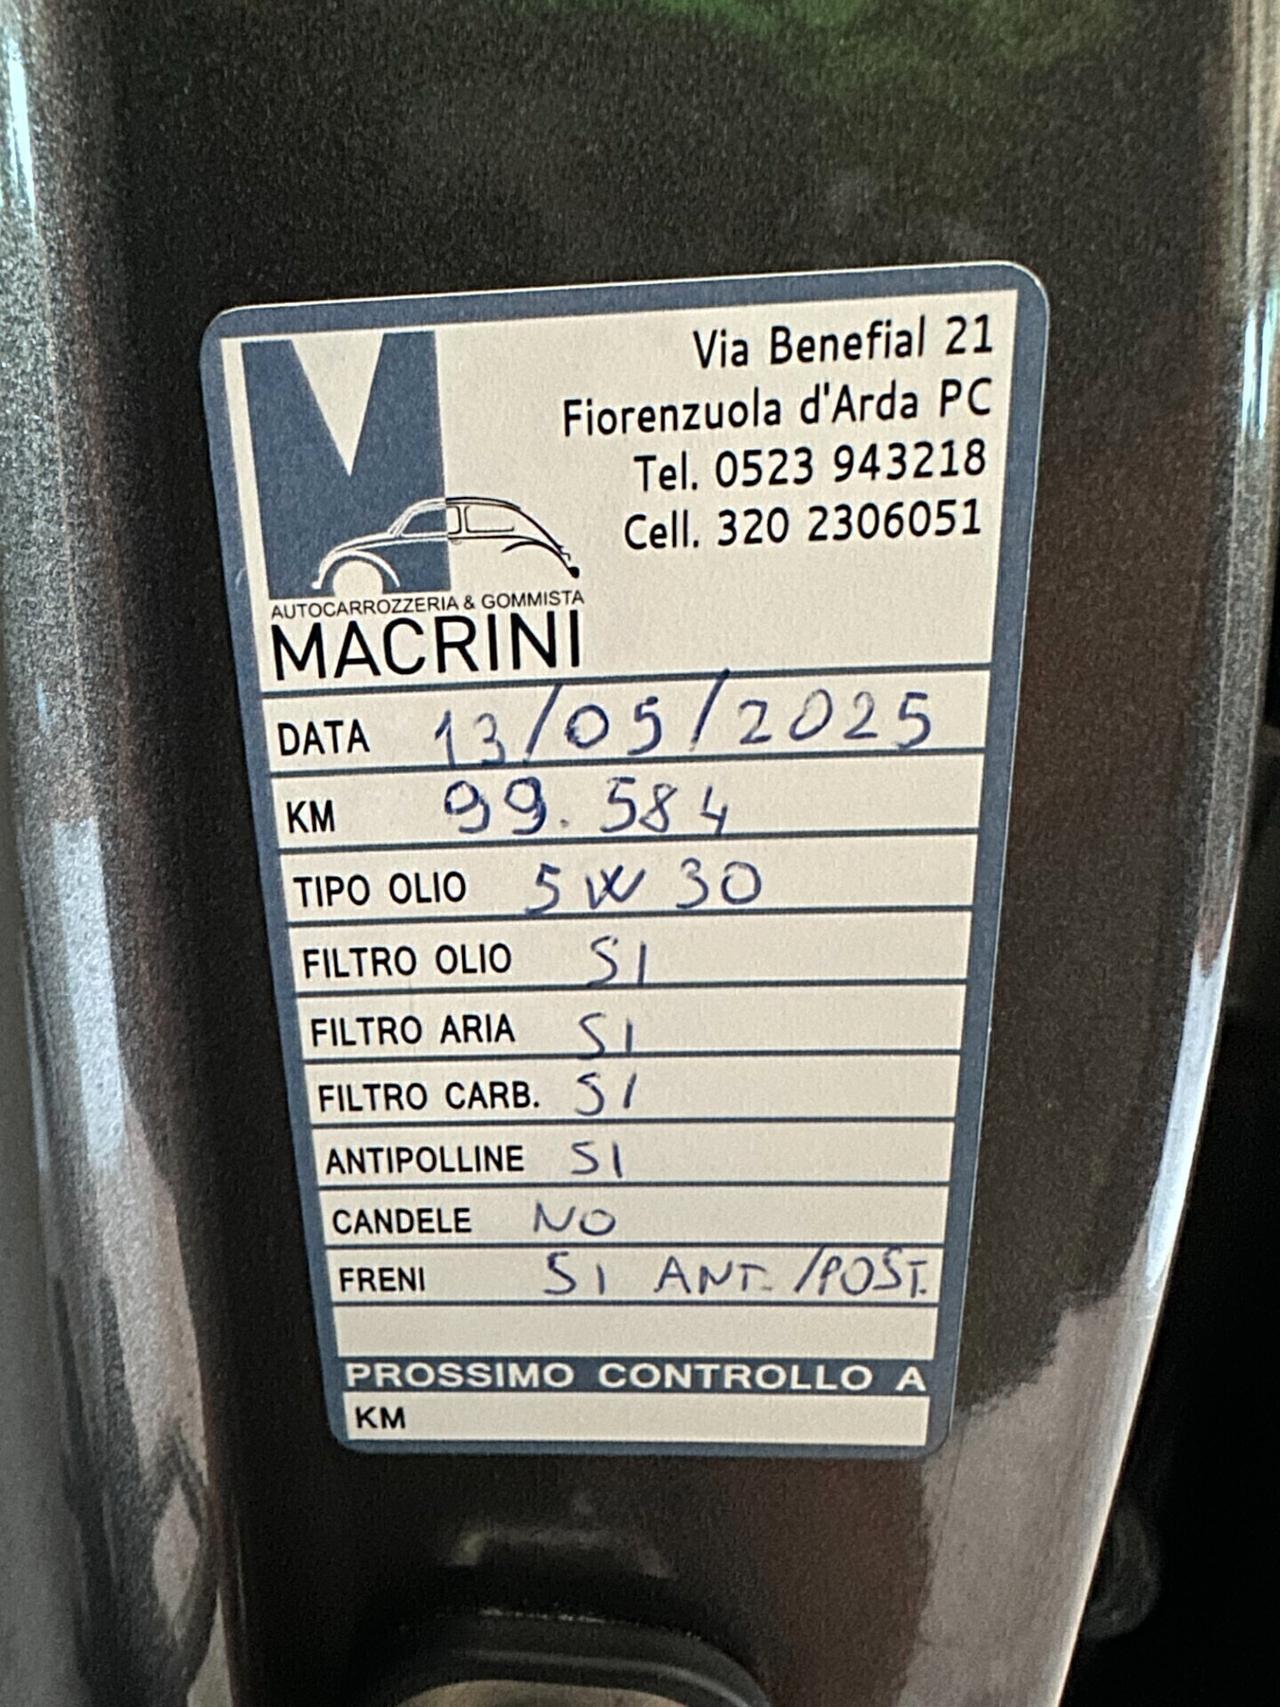 Via Benefial 21
Fiorenzuola d'Arda PC
Tel. 0523 943218
Cell. 320 2306051
AUTOCARROZZERIA & GOMMISTA
MACRINI
DATA 13/05/2025
KM 99.584
TIPO OLIO 5W30
FILTRO OLIO SI
FILTRO ARIA SI
FILTRO CARB. SI
ANTIPOLLINE SI
CANDELE NO
FRENI SI ANT./POST.
PROSSIMO CONTROLLO A
KM